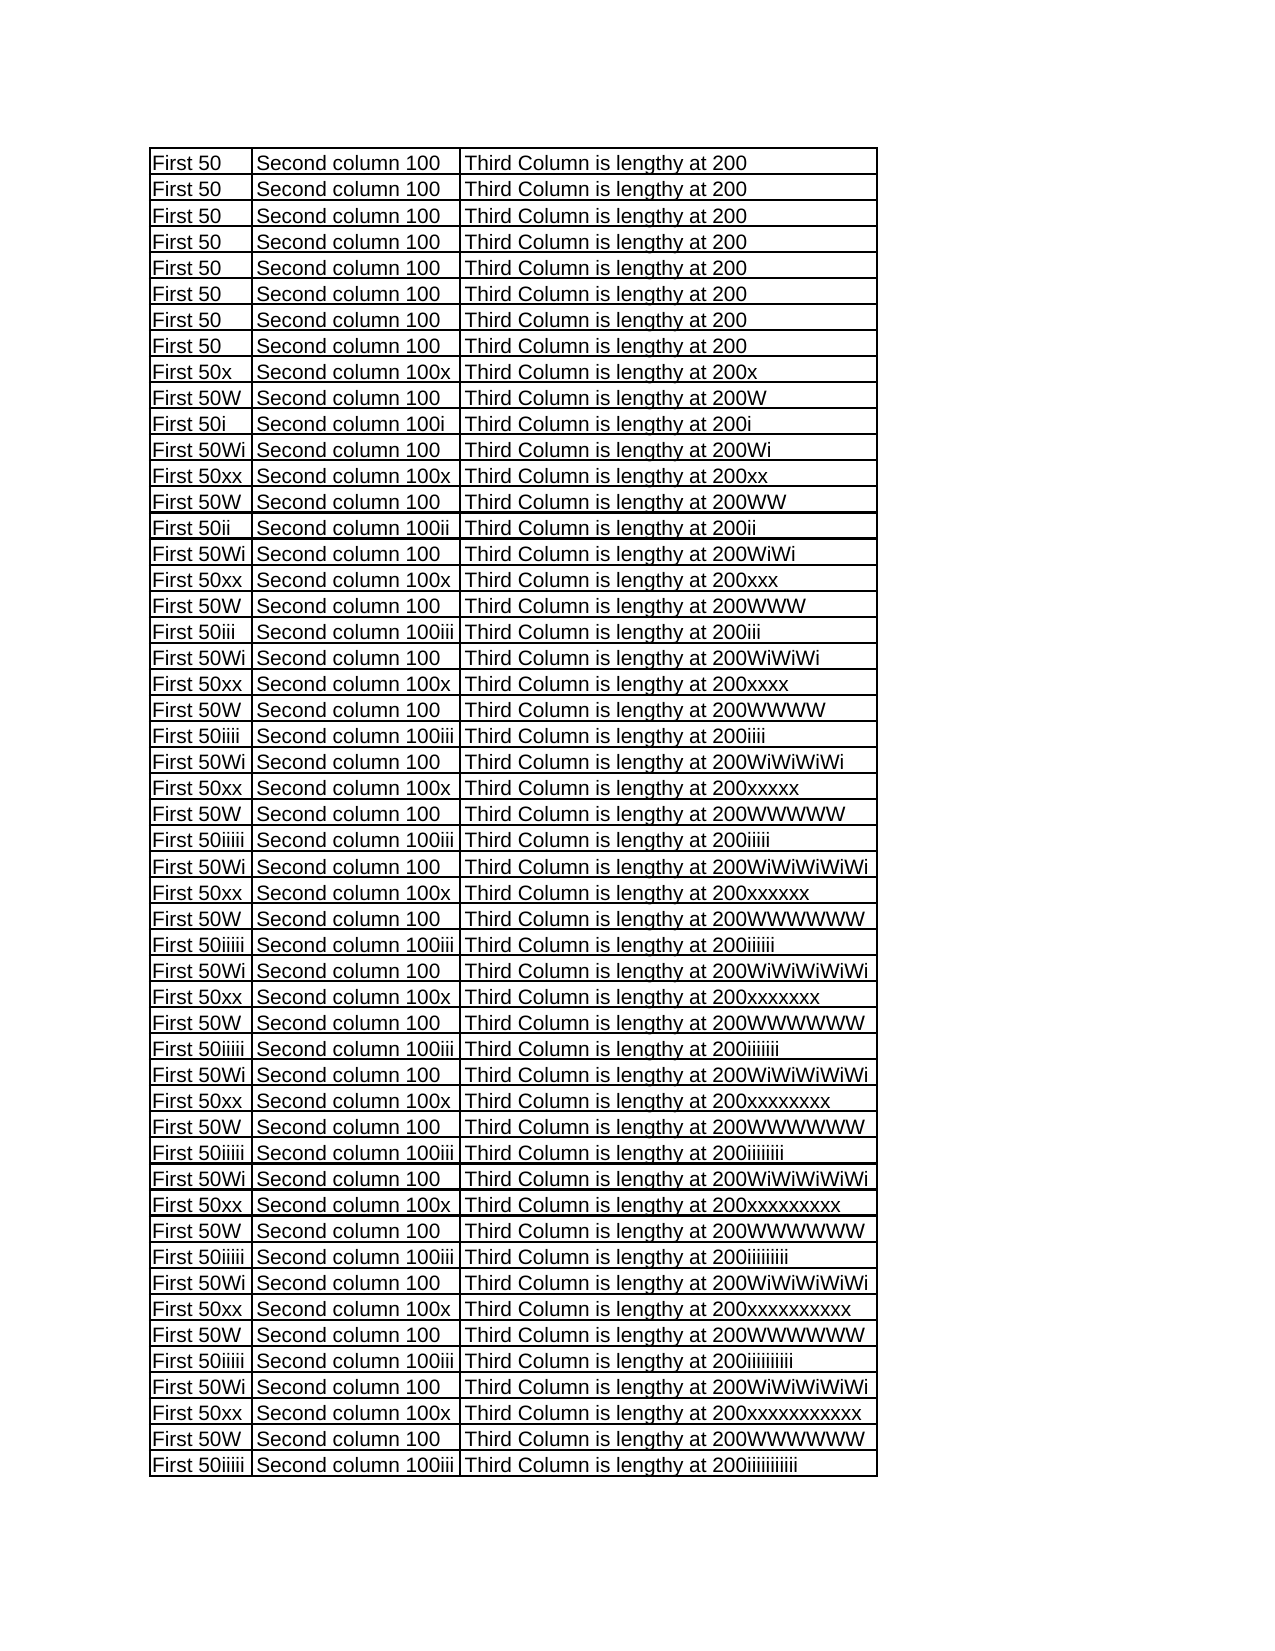 First 50 Second column 100 Third Column is lengthy at 200
First 50 Second column 100 Third Column is lengthy at 200
First 50 Second column 100 Third Column is lengthy at 200
First 50 Second column 100 Third Column is lengthy at 200
First 50 Second column 100 Third Column is lengthy at 200
First 50 Second column 100 Third Column is lengthy at 200
First 50 Second column 100 Third Column is lengthy at 200
First 50 Second column 100 Third Column is lengthy at 200
First 50x Second column 100x Third Column is lengthy at 200x
First 50W Second column 100 Third Column is lengthy at 200W
First 50i Second column 100i Third Column is lengthy at 200i
First 50Wi Second column 100 Third Column is lengthy at 200Wi
First 50xx Second column 100x Third Column is lengthy at 200xx
First 50W Second column 100 Third Column is lengthy at 200WW
First 50ii Second column 100ii Third Column is lengthy at 200ii
First 50Wi Second column 100 Third Column is lengthy at 200WiWi
First 50xx Second column 100x Third Column is lengthy at 200xxx
First 50W Second column 100 Third Column is lengthy at 200WWW
First 50iii Second column 100iii Third Column is lengthy at 200iii
First 50Wi Second column 100 Third Column is lengthy at 200WiWiWi
First 50xx Second column 100x Third Column is lengthy at 200xxxx
First 50W Second column 100 Third Column is lengthy at 200WWWW
First 50iiii Second column 100iii Third Column is lengthy at 200iiii
First 50Wi Second column 100 Third Column is lengthy at 200WiWiWiWi
First 50xx Second column 100x Third Column is lengthy at 200xxxxx
First 50W Second column 100 Third Column is lengthy at 200WWWWW
First 50iiiii Second column 100iii Third Column is lengthy at 200iiiii
First 50Wi Second column 100 Third Column is lengthy at 200WiWiWiWiWi
First 50xx Second column 100x Third Column is lengthy at 200xxxxxx
First 50W Second column 100 Third Column is lengthy at 200WWWWWW
First 50iiiii Second column 100iii Third Column is lengthy at 200iiiiii
First 50Wi Second column 100 Third Column is lengthy at 200WiWiWiWiWi
First 50xx Second column 100x Third Column is lengthy at 200xxxxxxx
First 50W Second column 100 Third Column is lengthy at 200WWWWWW
First 50iiiii Second column 100iii Third Column is lengthy at 200iiiiiii
First 50Wi Second column 100 Third Column is lengthy at 200WiWiWiWiWi
First 50xx Second column 100x Third Column is lengthy at 200xxxxxxxx
First 50W Second column 100 Third Column is lengthy at 200WWWWWW
First 50iiiii Second column 100iii Third Column is lengthy at 200iiiiiiii
First 50Wi Second column 100 Third Column is lengthy at 200WiWiWiWiWi
First 50xx Second column 100x Third Column is lengthy at 200xxxxxxxxx
First 50W Second column 100 Third Column is lengthy at 200WWWWWW
First 50iiiii Second column 100iii Third Column is lengthy at 200iiiiiiiii
First 50Wi Second column 100 Third Column is lengthy at 200WiWiWiWiWi
First 50xx Second column 100x Third Column is lengthy at 200xxxxxxxxxx
First 50W Second column 100 Third Column is lengthy at 200WWWWWW
First 50iiiii Second column 100iii Third Column is lengthy at 200iiiiiiiiii
First 50Wi Second column 100 Third Column is lengthy at 200WiWiWiWiWi
First 50xx Second column 100x Third Column is lengthy at 200xxxxxxxxxxx
First 50W Second column 100 Third Column is lengthy at 200WWWWWW
First 50iiiii Second column 100iii Third Column is lengthy at 200iiiiiiiiiii